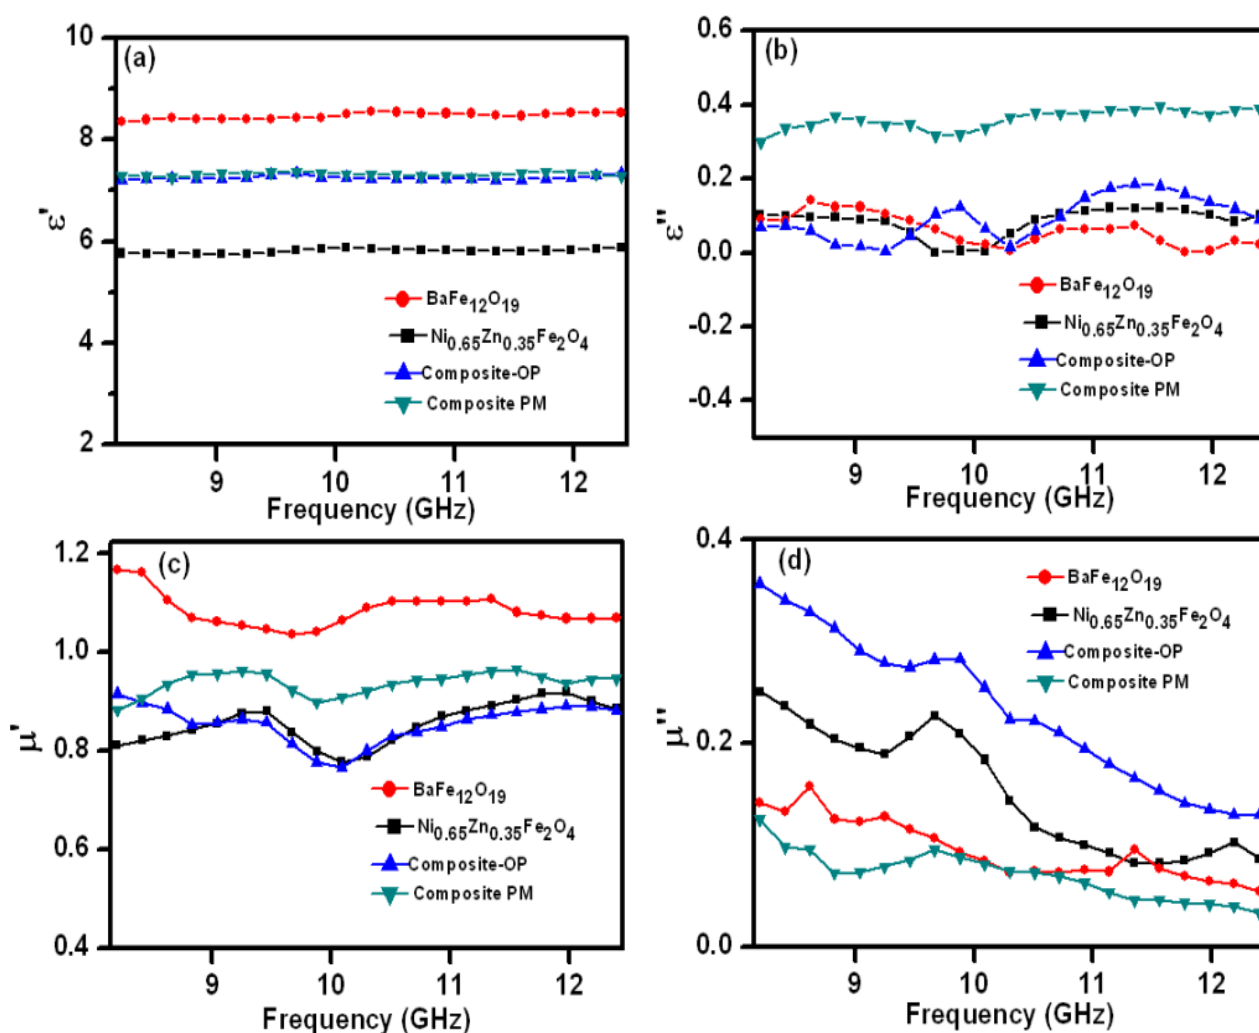 (a)
10
8
6
4
2
ε'
9 10 11 12
Frequency (GHz)
BaFe12O19
Ni0.65Zn0.35Fe2O4
Composite-OP
Composite PM
(b)
0.6
0.4
0.2
0.0
-0.2
-0.4
ε''
9 10 11 12
Frequency (GHz)
BaFe12O19
Ni0.65Zn0.35Fe2O4
Composite-OP
Composite PM
(c)
1.2
1.0
0.8
0.6
0.4
μ'
9 10 11 12
Frequency (GHz)
BaFe12O19
Ni0.65Zn0.35Fe2O4
Composite-OP
Composite PM
(d)
0.4
0.2
0.0
μ''
9 10 11 12
Frequency (GHz)
BaFe12O19
Ni0.65Zn0.35Fe2O4
Composite-OP
Composite PM